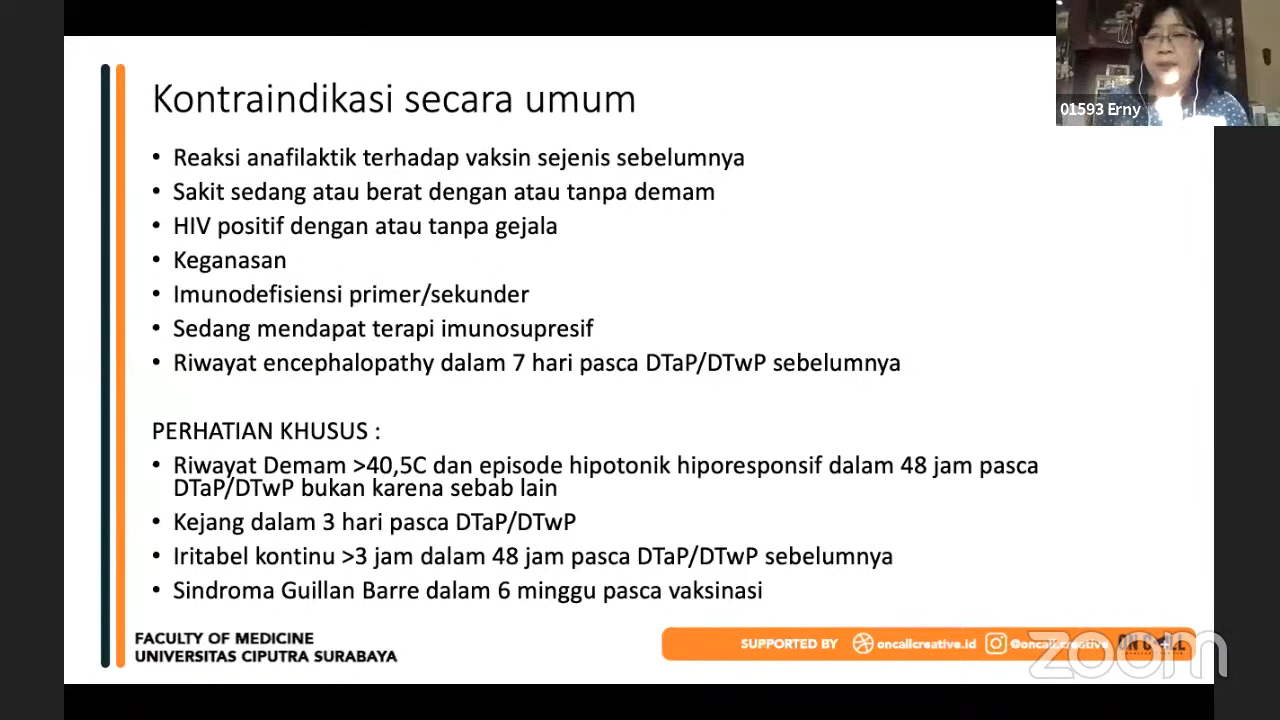 Kontraindikasi secara umum
• Reaksi anafilaktik terhadap vaksin sejenis sebelumnya
• Sakit sedang atau berat dengan atau tanpa demam
• HIV positif dengan atau tanpa gejala
• Keganasan
• Imunodefisiensi primer/sekunder
• Sedang mendapat terapi imunosupresif
• Riwayat encephalopathy dalam 7 hari pasca DTaP/DTwP sebelumnya
PERHATIAN KHUSUS :
• Riwayat Demam >40,5C dan episode hipotonik hiporesponsif dalam 48 jam pasca
DTaP/DTwP bukan karena sebab lain
• Kejang dalam 3 hari pasca DTaP/DTwP
• Iritabel kontinu >3 jam dalam 48 jam pasca DTaP/DTwP sebelumnya
• Sindroma Guillan Barre dalam 6 minggu pasca vaksinasi
01593 Erny
FACULTY OF MEDICINE
UNIVERSITAS CIPUTRA SURABAYA
SUPPORTED BY oncallcreative.id @oncall.creative ON CALL
zoom